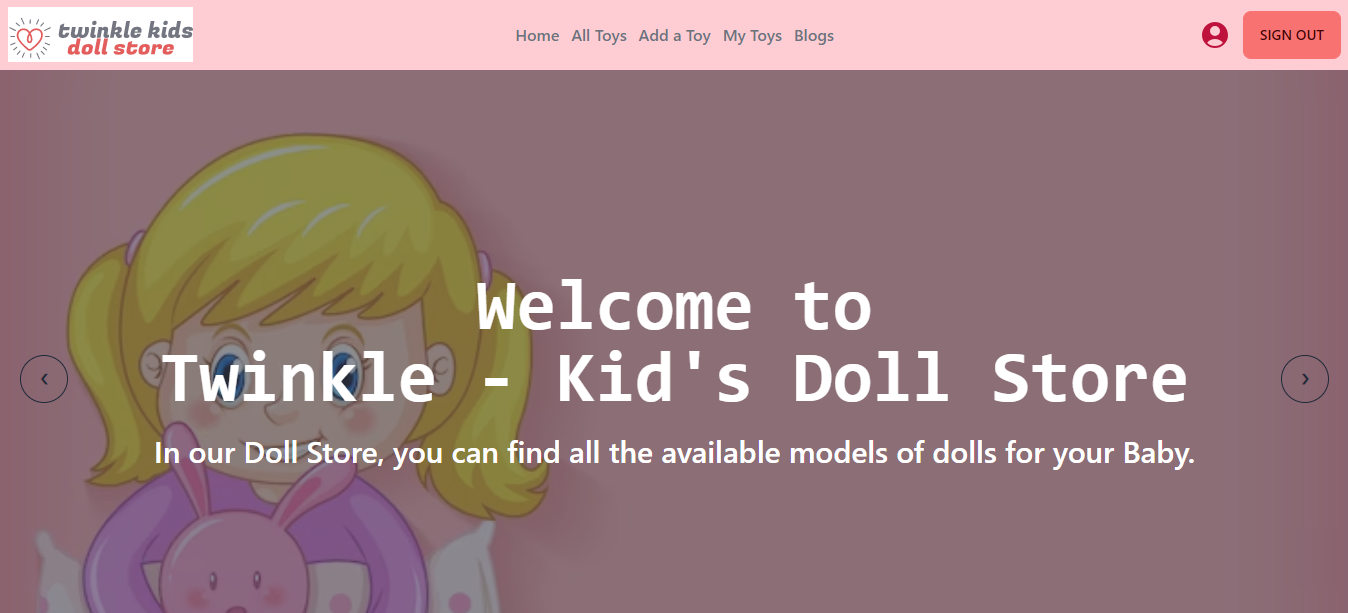 twinkle kids
doll store
Home All Toys Add a Toy My Toys Blogs
SIGN OUT
Welcome to
Twinkle - Kid's Doll Store
In our Doll Store, you can find all the available models of dolls for your Baby.